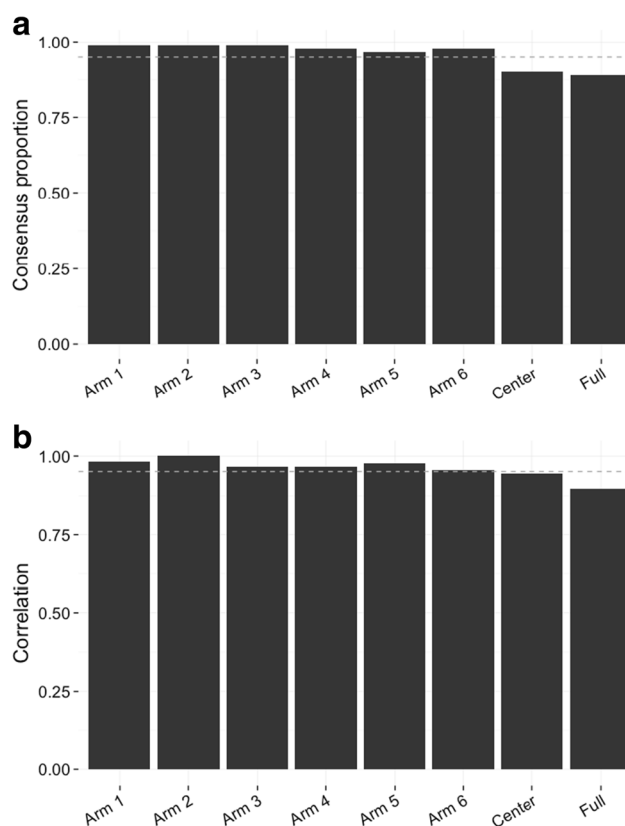 a
Consensus proportion
1.00
0.75
0.50
0.25
0.00
Arm 1
Arm 2
Arm 3
Arm 4
Arm 5
Arm 6
Center
Full
b
Correlation
1.00
0.75
0.50
0.25
0.00
Arm 1
Arm 2
Arm 3
Arm 4
Arm 5
Arm 6
Center
Full